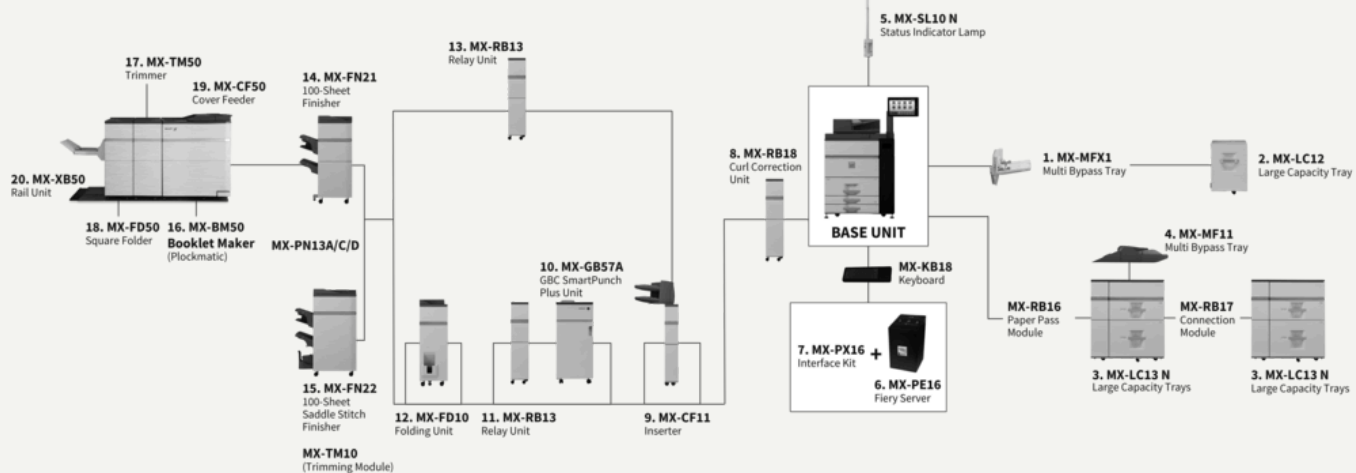 5. MX-SL10 N
Status Indicator Lamp
13. MX-RB13
Relay Unit
17. MX-TM50
Trimmer
14. MX-FN21
100-Sheet
Finisher
19. MX-CF50
Cover Feeder
8. MX-RB18
Curl Correction
Unit
1. MX-MFX1
Multi Bypass Tray
2. MX-LC12
Large Capacity Tray
20. MX-XB50
Rail Unit
18. MX-FD50
Square Folder
16. MX-BM50
Booklet Maker
(Plockmatic)
MX-PN13A/C/D
BASE UNIT
4. MX-MF11
Multi Bypass Tray
10. MX-GB57A
GBC SmartPunch
Plus Unit
MX-KB18
Keyboard
MX-RB16
Paper Pass
Module
MX-RB17
Connection
Module
7. MX-PX16
Interface Kit
+
6. MX-PE16
Fiery Server
3. MX-LC13 N
Large Capacity Trays
3. MX-LC13 N
Large Capacity Trays
15. MX-FN22
100-Sheet
Saddle Stitch
Finisher
12. MX-FD10
Folding Unit
11. MX-RB13
Relay Unit
9. MX-CF11
Inserter
MX-TM10
(Trimming Module)